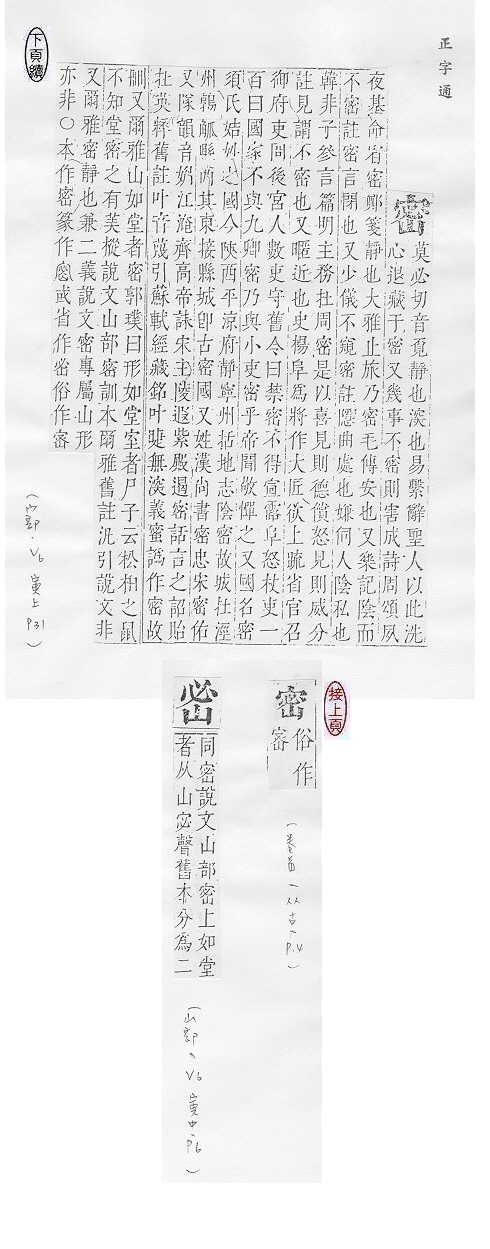 正字通
密
莫必切音覓靜也深也易繫辭聖人以此洗
心退藏于密又幾事不密則害成詩周頌夙
夜基命宥密鄭箋靜也大雅止旅乃密毛傳安也又樂記陰而
不密註密言閉也又少儀不窺密註隱曲處也嫌伺人陰私也
韓非子參言篇明主務在周密是以喜見則德償怒見則威分
註見謂不密也又暱近也史楊阜為將作大匠欲上疏省官召
御府吏問後宮人數吏守舊令曰禁密不得宣露阜怒杖吏一
百曰國家不與九卿密乃與小吏密乎帝聞敬憚之又國名密
須氏姞姓之國今陝西平涼府靜寧州括地志陰密故城在涇
州鶉觚縣西其東接縣城卽古密國又姓漢尚書密忠宋密佑
又隊韻音
江淹齊高帝誄宋主陵遐紫殿遏密話言之詔貽
在英
舊註叶音蔑引蘇軾經藏銘叶
無深義蜜譌作密故
刪又爾雅山如堂者密郭璞曰形如堂室者尸子云松柏之鼠
不知堂密之有美樅說文山部密訓本爾雅舊註汎引說文非
又爾雅密靜也兼二義說文密專屬山形
亦非○本作密篆作
或省作宓俗作宻
下頁續
(宀部、V6 寅上 P31)
接上頁
密
俗作
宻
(卷首、从古、P.4)
峦
同密說文山部密上如堂
者从山宓聲舊本分為二
(山部、V6 寅中、P6)